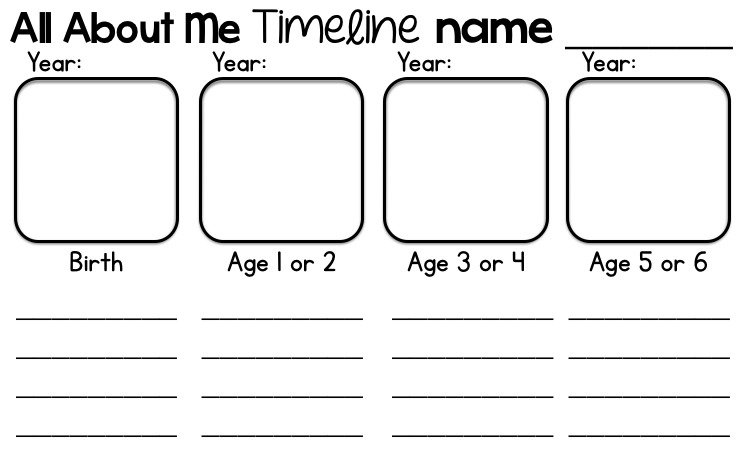 All About Me Timeline name
Year: Year: Year: Year:
Birth Age 1 or 2 Age 3 or 4 Age 5 or 6